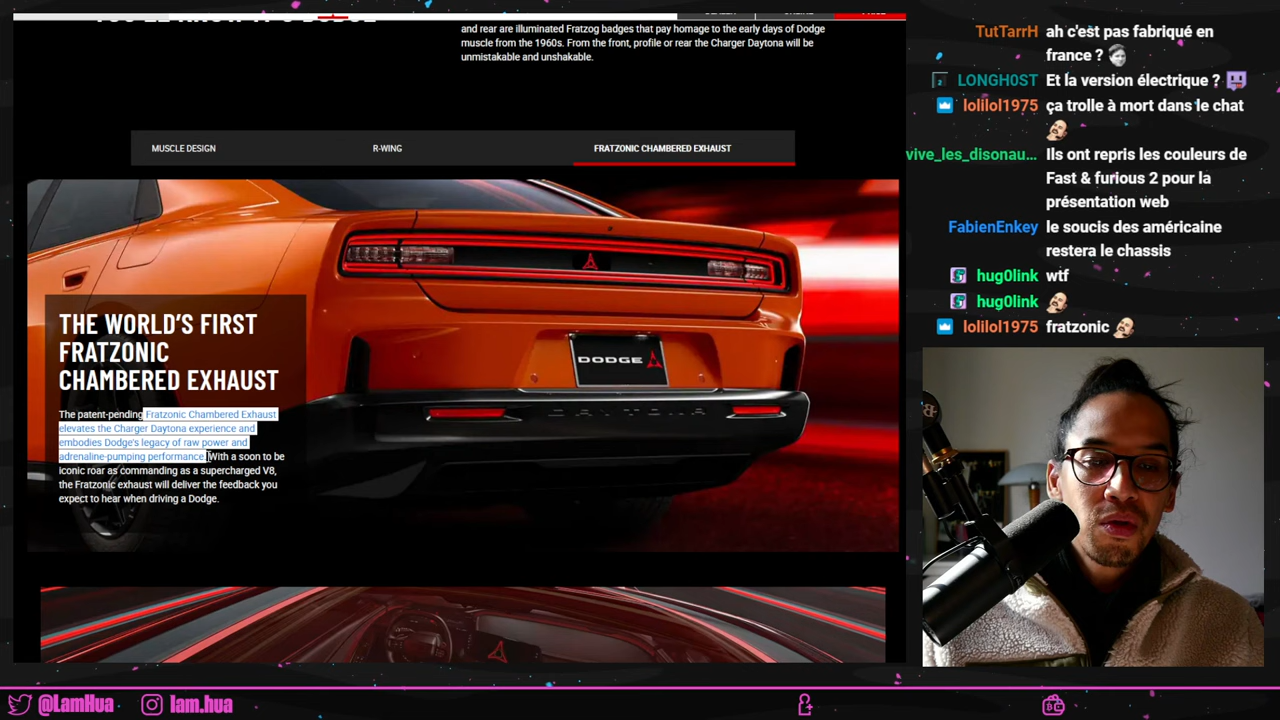 and rear are illuminated Fratzog badges that pay homage to the early days of Dodge
muscle from the 1960s. From the front, profile or rear the Charger Daytona will be
unmistakable and unshakable.
MUSCLE DESIGN
R-WING
FRATZONIC CHAMBERED EXHAUST
THE WORLD'S FIRST
FRATZONIC
CHAMBERED EXHAUST
The patent-pending Fratzonic Chambered Exhaust
elevates the Charger Daytona experience and
embodies Dodge's legacy of raw power and
adrenaline-pumping performance. With a soon to be
iconic roar as commanding as a supercharged V8,
the Fratzonic exhaust will deliver the feedback you
expect to hear when driving a Dodge.
DODGE
DAYTONA
TutTarrH ah c'est pas fabriqué en
france ?
LONGH0ST Et la version électrique ?
lolilol1975 ça trolle à mort dans le chat
vive_les_disonau… Ils ont repris les couleurs de
Fast & furious 2 pour la
présentation web
FabienEnkey le soucis des américaine
restera le chassis
hug0link wtf
hug0link
lolilol1975 fratzonic
@LamHua
lam.hua